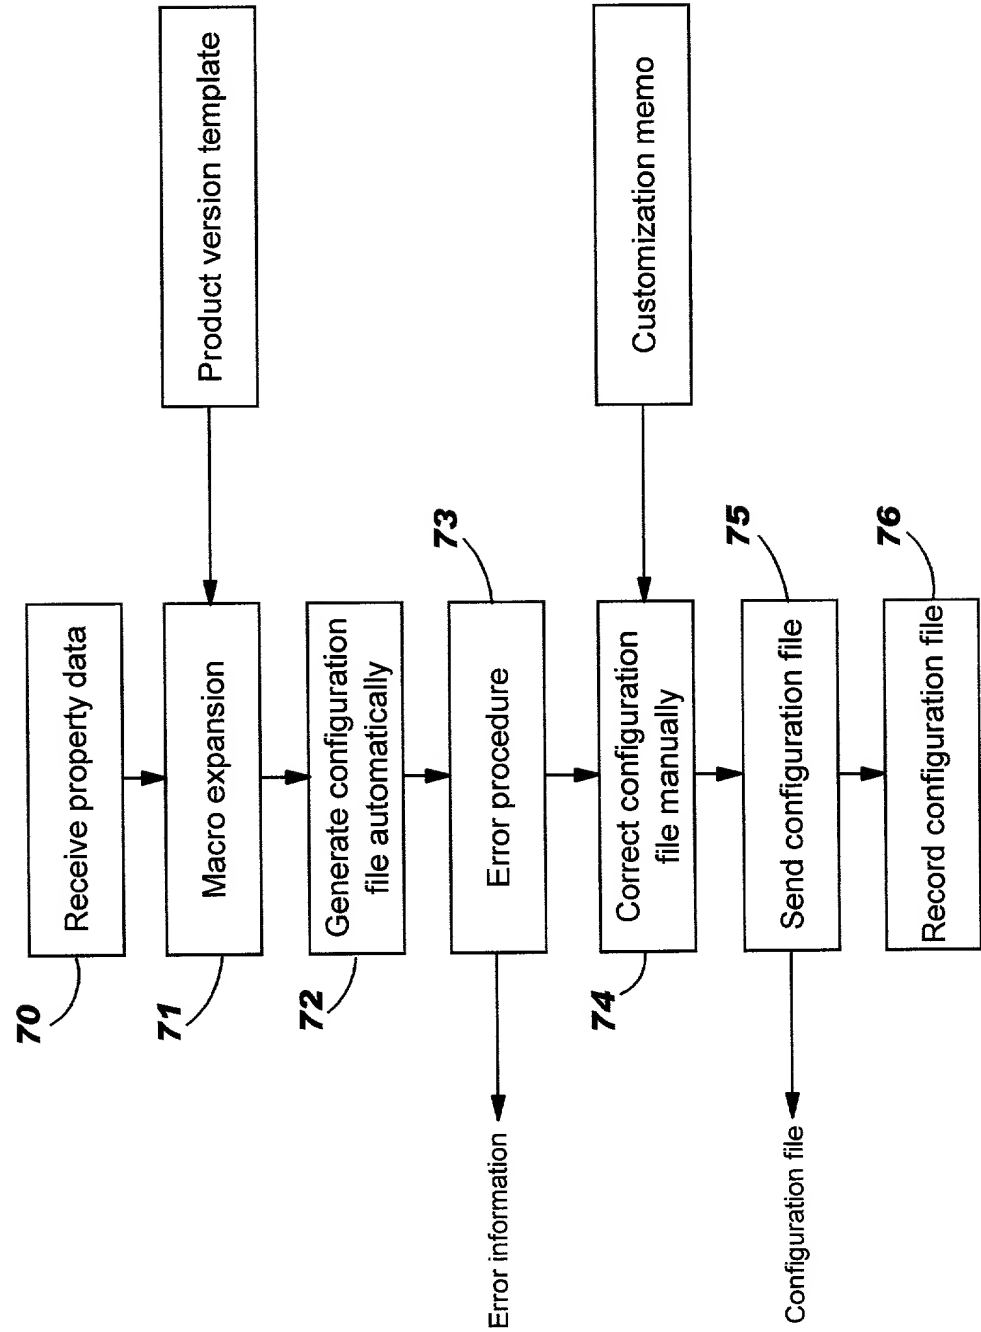 Product version template
Customization memo
70
Receive property data
71
Macro expansion
72
Generate configuration
file automatically
73
Error procedure
Error information
74
Correct configuration
file manually
75
Send configuration file
Configuration file
76
Record configuration file